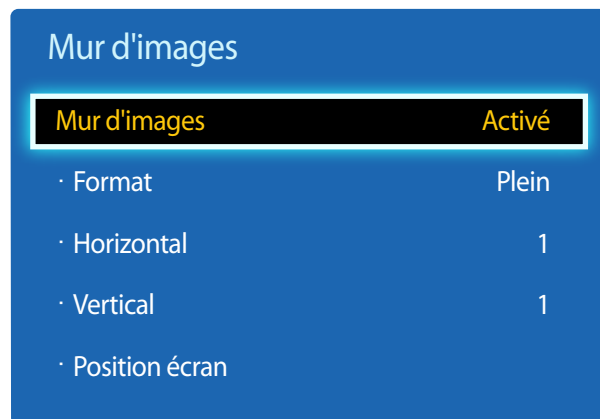 Mur d'images
Mur d'images Activé
· Format Plein
· Horizontal 1
· Vertical 1
· Position écran